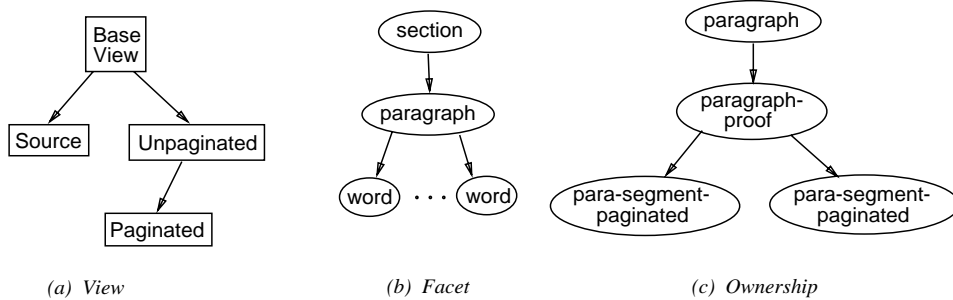 Base
View
Source
Unpaginated
Paginated
(a) View
section
paragraph
word . . . word
(b) Facet
paragraph
paragraph-
proof
para-segment-
paginated
para-segment-
paginated
(c) Ownership